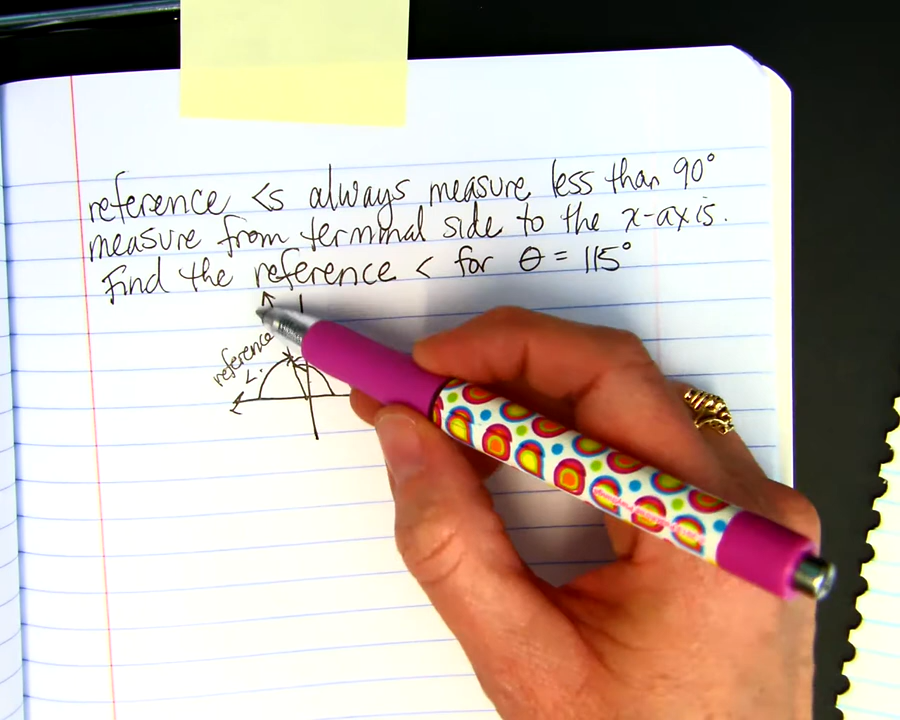 reference <s always measure less than 90°
measure from terminal side to the x-axis.
Find the reference < for θ = 115°
reference
<.